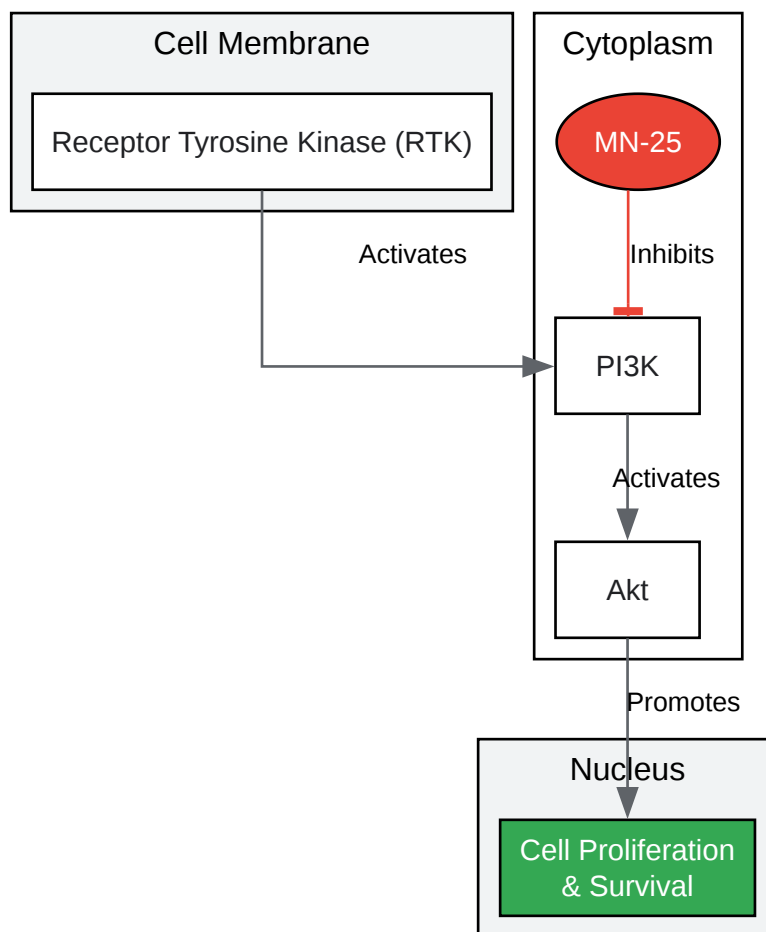 Cell Membrane
Receptor Tyrosine Kinase (RTK)
Cytoplasm
MN-25
Activates
Inhibits
PI3K
Activates
Akt
Promotes
Nucleus
Cell Proliferation
& Survival